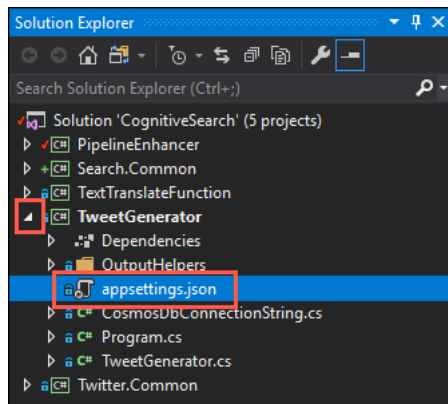 Solution Explorer
Search Solution Explorer (Ctrl+;)
Solution 'CognitiveSearch' (5 projects)
C# PipelineEnhancer
C# Search.Common
C# TextTranslateFunction
C# TweetGenerator
Dependencies
OutputHelpers
appsettings.json
C# CosmosDbConnectionString.cs
C# Program.cs
C# TweetGenerator.cs
C# Twitter.Common